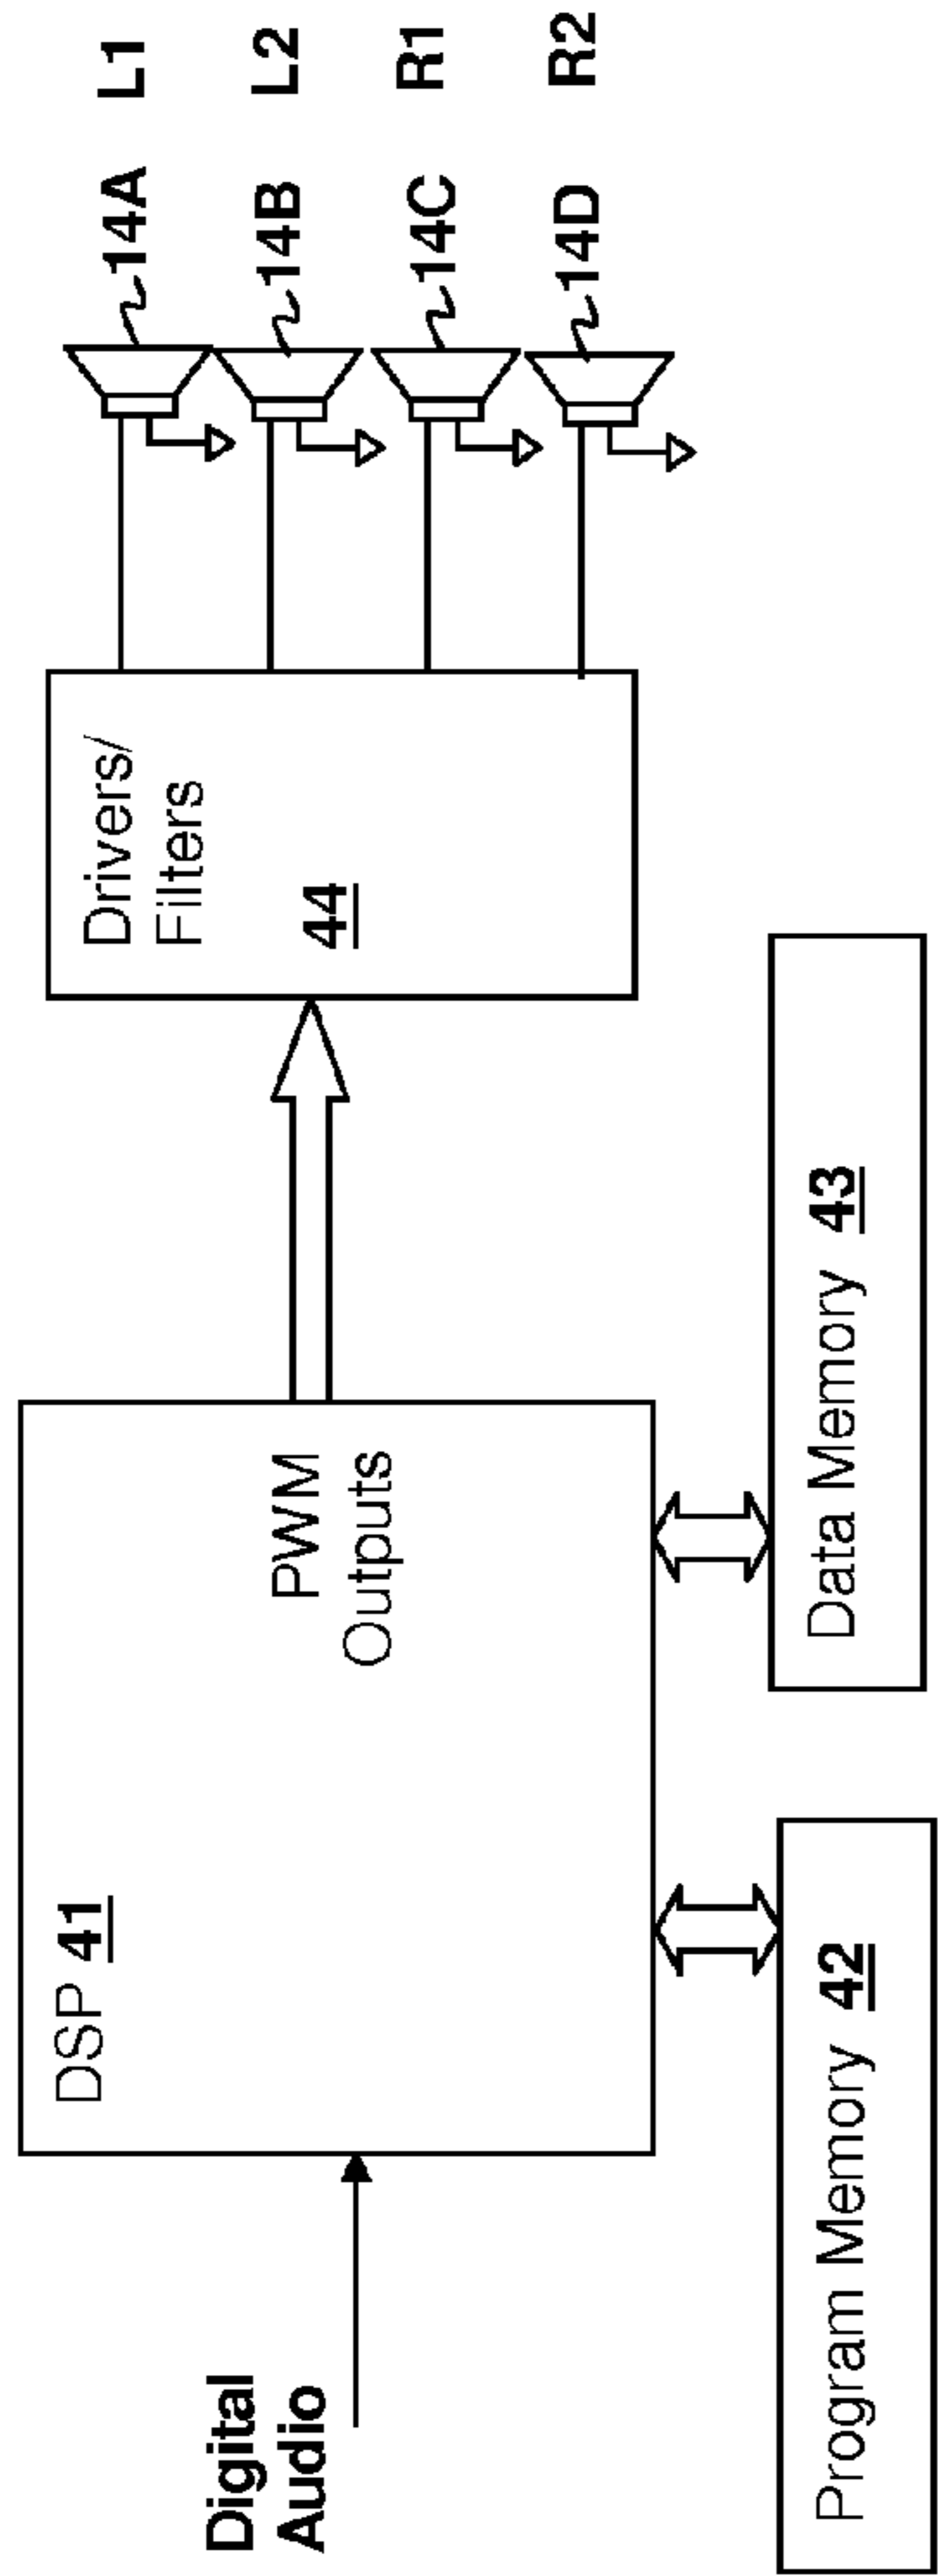 Digital
Audio
DSP 41
PWM
Outputs
Program Memory 42
Data Memory 43
Drivers/
Filters
44
14A L1
14B L2
14C R1
14D R2